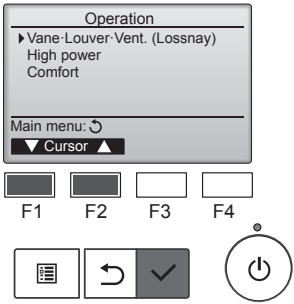 Operation
Vane·Louver·Vent. (Lossnay)
High power
Comfort
Main menu:
Cursor
F1 F2 F3 F4